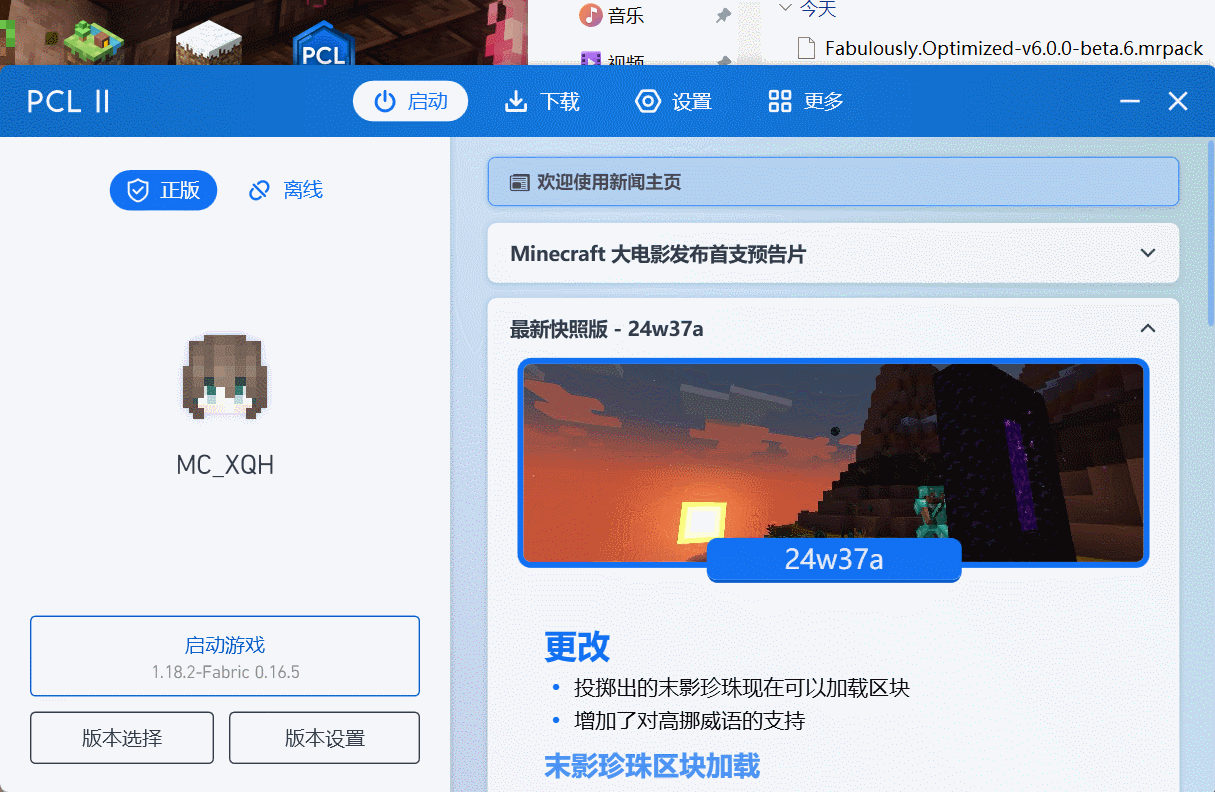 音乐
今天
PCL
视频
Fabulously.Optimized-v6.0.0-beta.6.mrpack
PCL II
启动
下载
设置
更多
正版
离线
欢迎使用新闻主页
Minecraft 大电影发布首支预告片
最新快照版 - 24w37a
24w37a
MC_XQH
启动游戏
1.18.2-Fabric 0.16.5
版本选择
版本设置
更改
投掷出的末影珍珠现在可以加载区块
增加了对高挪威语的支持
末影珍珠区块加载